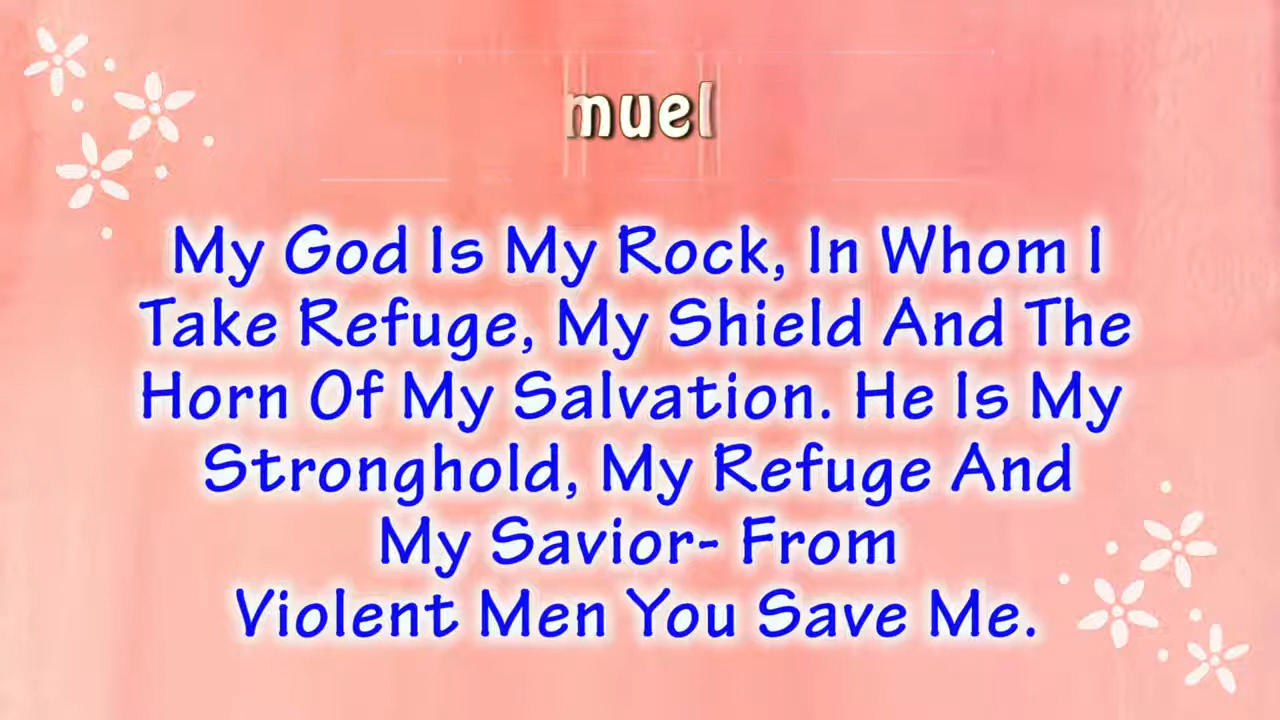 muel
My God Is My Rock, In Whom I
Take Refuge, My Shield And The
Horn Of My Salvation. He Is My
Stronghold, My Refuge And
My Savior- From
Violent Men You Save Me.